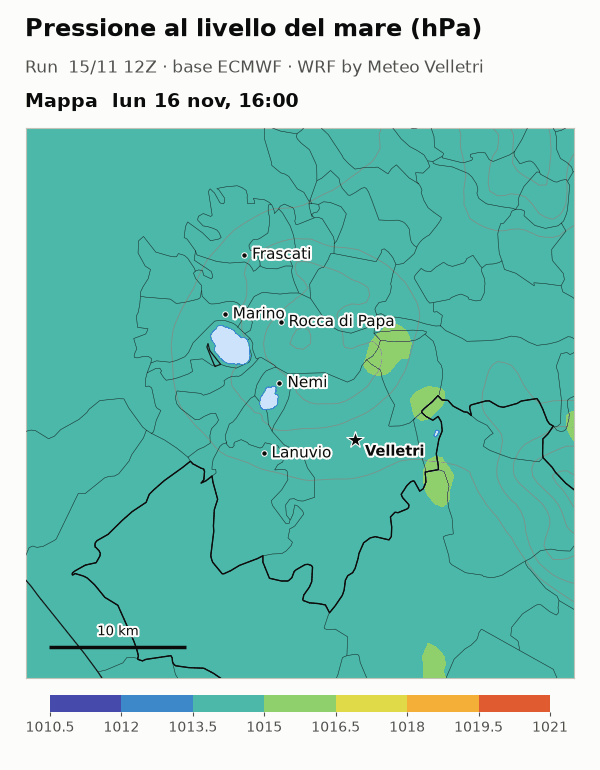 Pressione al livello del mare (hPa)
Run  15/11 12Z · base ECMWF · WRF by Meteo Velletri
Mappa  lun 16 nov, 16:00
Frascati
Marino
Rocca di Papa
Nemi
Velletri
Lanuvio
10 km
1010.5 1012 1013.5 1015 1016.5 1018 1019.5 1021